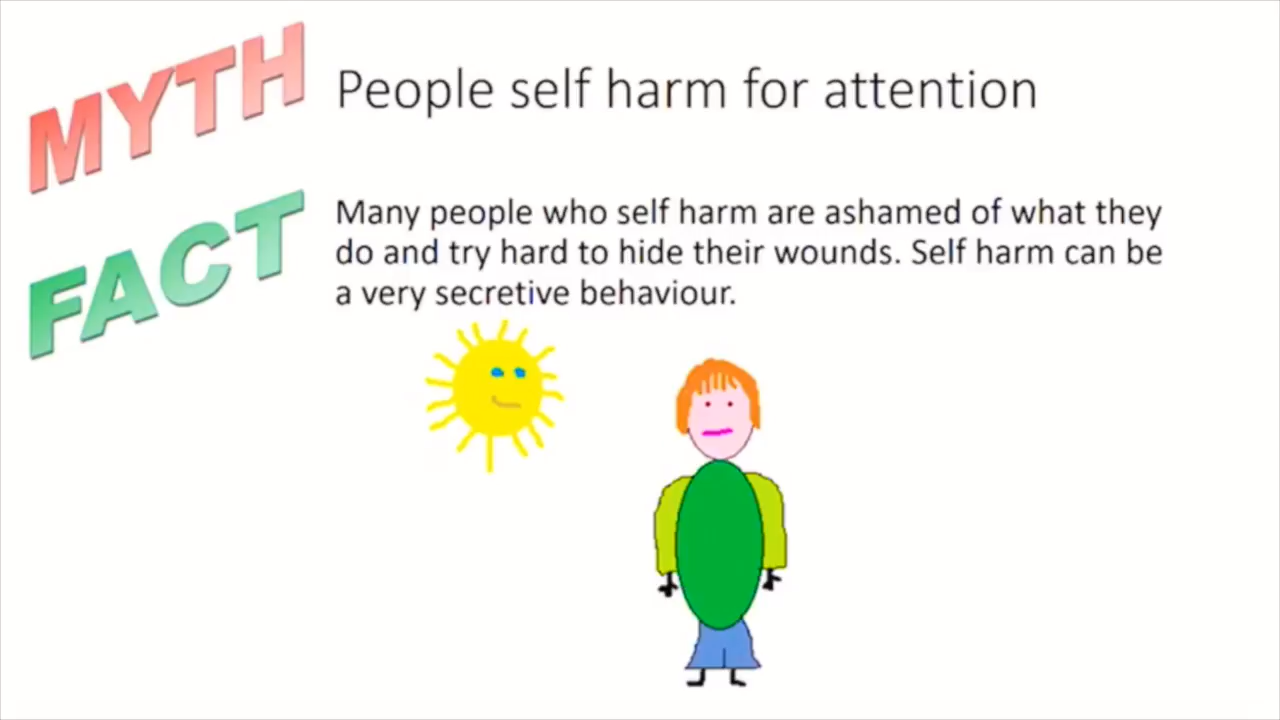 MYTH
People self harm for attention
FACT
Many people who self harm are ashamed of what they
do and try hard to hide their wounds. Self harm can be
a very secretive behaviour.